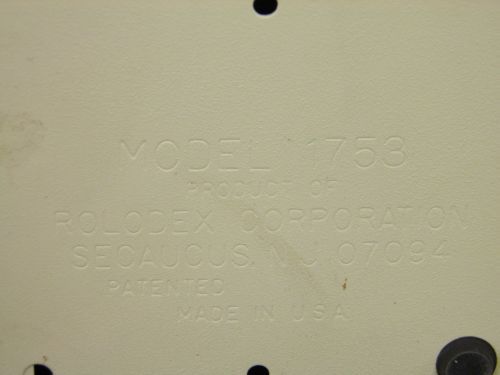 MODEL 1753
PRODUCT OF
ROLODEX CORPORATION
SECAUCUS, N.J. 07094
PATENTED
MADE IN U.S.A.